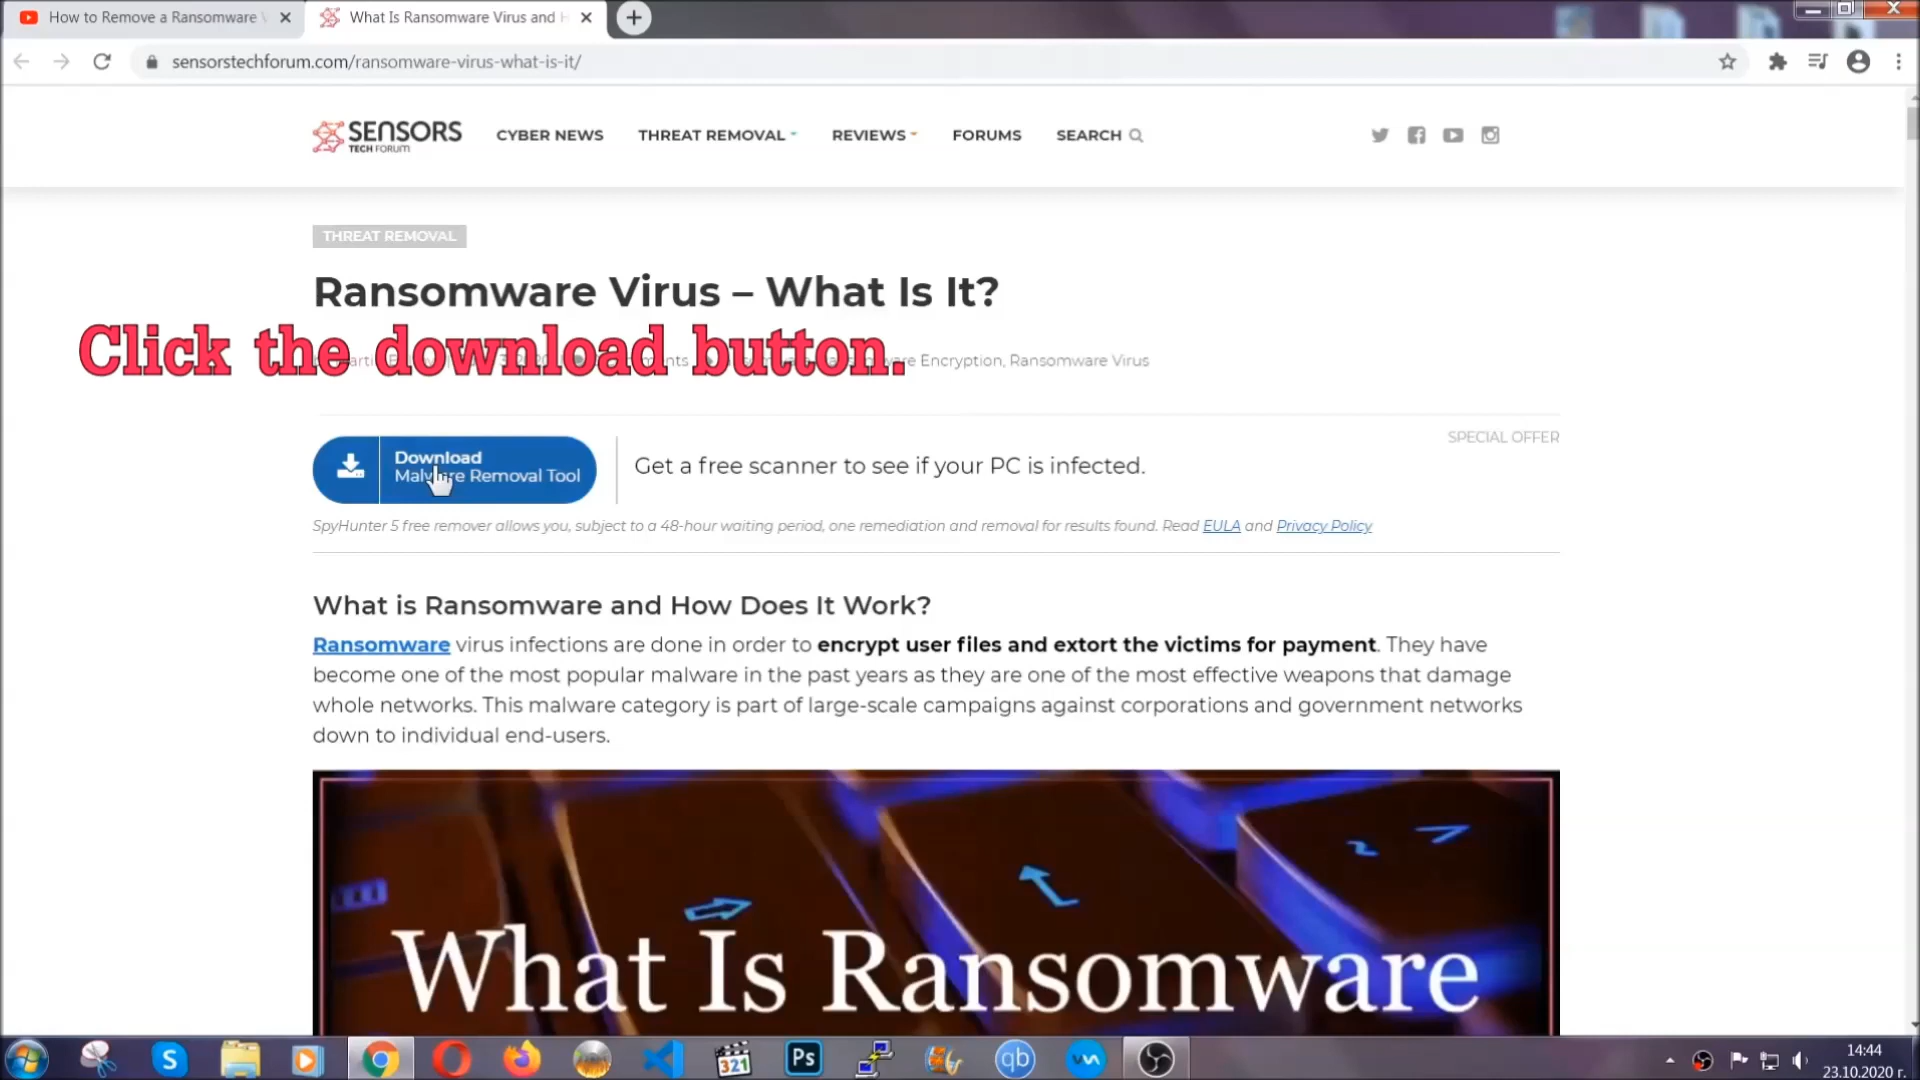 How to Remove a Ransomware
What Is Ransomware Virus and
sensorstechforum.com/ransomware-virus-what-is-it/
SENSORS
TECH FORUM
CYBER NEWS
THREAT REMOVAL
REVIEWS
FORUMS
SEARCH
THREAT REMOVAL
Ransomware Virus – What Is It?
Click the download button.
Encryption, Ransomware Virus
SPECIAL OFFER
Download
Malware Removal Tool
Get a free scanner to see if your PC is infected.
SpyHunter 5 free remover allows you, subject to a 48-hour waiting period, one remediation and removal for results found. Read EULA and Privacy Policy
What is Ransomware and How Does It Work?
Ransomware virus infections are done in order to encrypt user files and extort the victims for payment. They have
become one of the most popular malware in the past years as they are one of the most effective weapons that damage
whole networks. This malware category is part of large-scale campaigns against corporations and government networks
down to individual end-users.
What Is Ransomware
S
321
Ps
qb
14:44
23.10.2020 г.